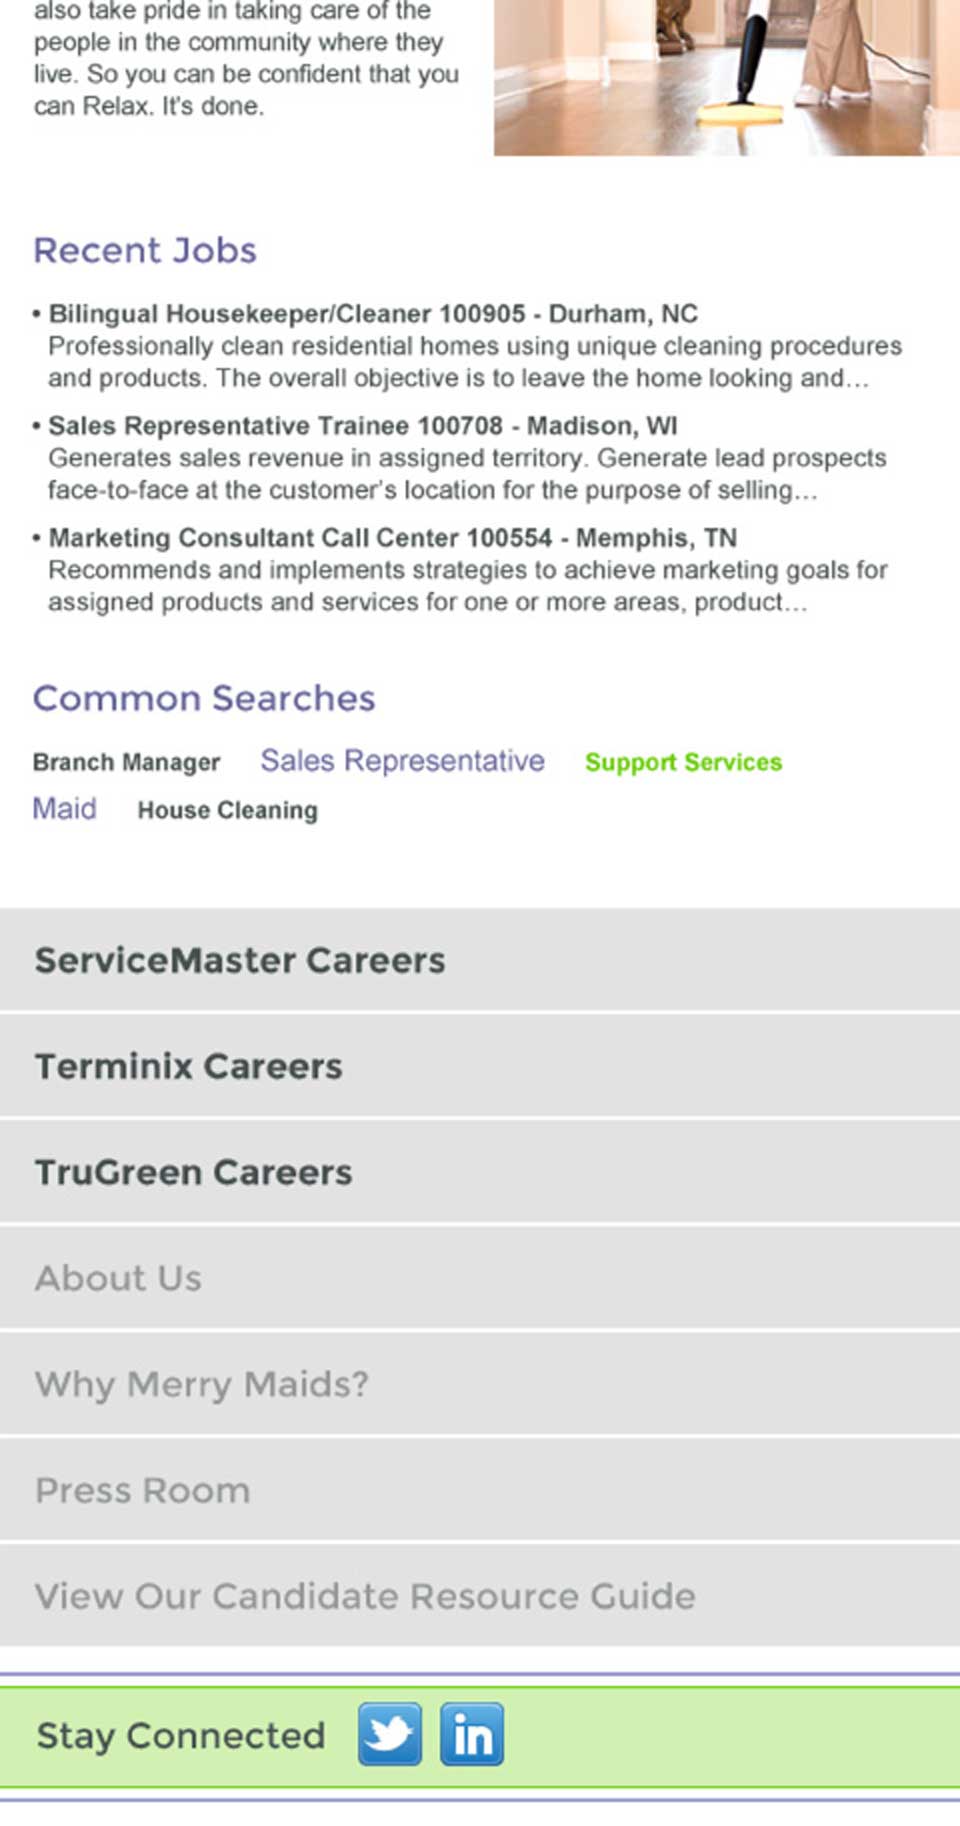 also take pride in taking care of the
people in the community where they
live. So you can be confident that you
can Relax. It's done.
Recent Jobs
• Bilingual Housekeeper/Cleaner 100905 - Durham, NC
Professionally clean residential homes using unique cleaning procedures
and products. The overall objective is to leave the home looking and...
• Sales Representative Trainee 100708 - Madison, WI
Generates sales revenue in assigned territory. Generate lead prospects
face-to-face at the customer's location for the purpose of selling...
• Marketing Consultant Call Center 100554 - Memphis, TN
Recommends and implements strategies to achieve marketing goals for
assigned products and services for one or more areas, product...
Common Searches
Branch Manager Sales Representative Support Services
Maid House Cleaning
ServiceMaster Careers
Terminix Careers
TruGreen Careers
About Us
Why Merry Maids?
Press Room
View Our Candidate Resource Guide
Stay Connected in